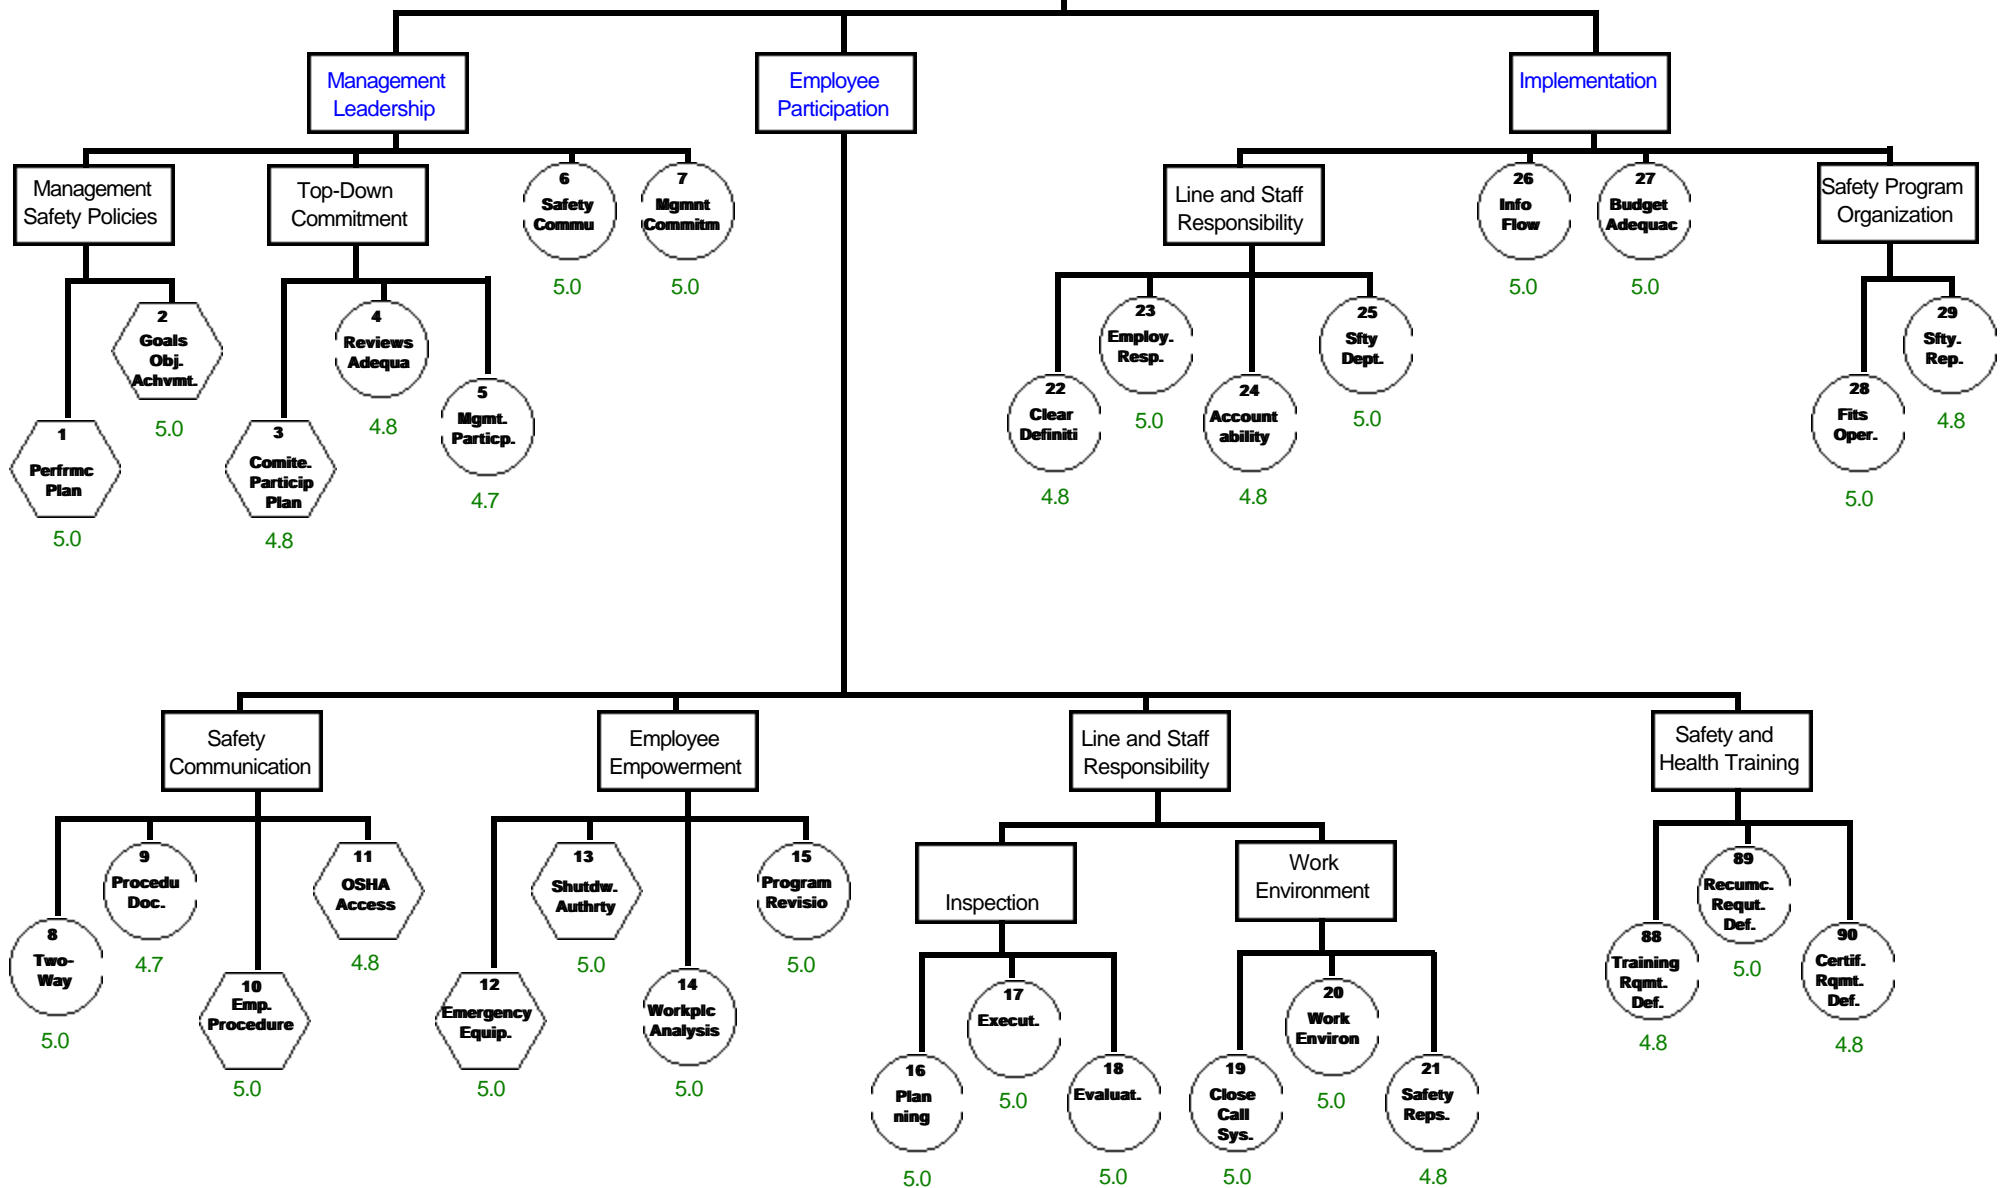 Management
Leadership
Employee
Participation
Implementation
Management
Safety Policies
Top-Down
Commitment
6
Safety
Commu
5.0
7
Mgmnt
Commitm
5.0
Line and Staff
Responsibility
26
Info
Flow
5.0
27
Budget
Adequac
5.0
Safety Program
Organization
1
Perfrmc
Plan
5.0
2
Goals
Obj.
Achvmt.
5.0
3
Comite.
Particip
Plan
4.8
4
Reviews
Adequa
4.8
5
Mgmt.
Particp.
4.7
22
Clear
Definiti
4.8
23
Employ.
Resp.
5.0
24
Account
ability
4.8
25
Sfty
Dept.
5.0
28
Fits
Oper.
5.0
29
Sfty.
Rep.
4.8
Safety
Communication
Employee
Empowerment
Line and Staff
Responsibility
Safety and
Health Training
8
Two-
Way
5.0
9
Procedu
Doc.
4.7
10
Emp.
Procedure
5.0
11
OSHA
Access
4.8
12
Emergency
Equip.
5.0
13
Shutdw.
Authrty
5.0
14
Workplc
Analysis
5.0
15
Program
Revisio
5.0
Inspection
Work
Environment
16
Plan
ning
5.0
17
Execut.
5.0
18
Evaluat.
5.0
19
Close
Call
Sys.
5.0
20
Work
Environ
5.0
21
Safety
Reps.
4.8
88
Training
Rqmt.
Def.
4.8
89
Recumc.
Requt.
Def.
5.0
90
Certif.
Rqmt.
Def.
4.8